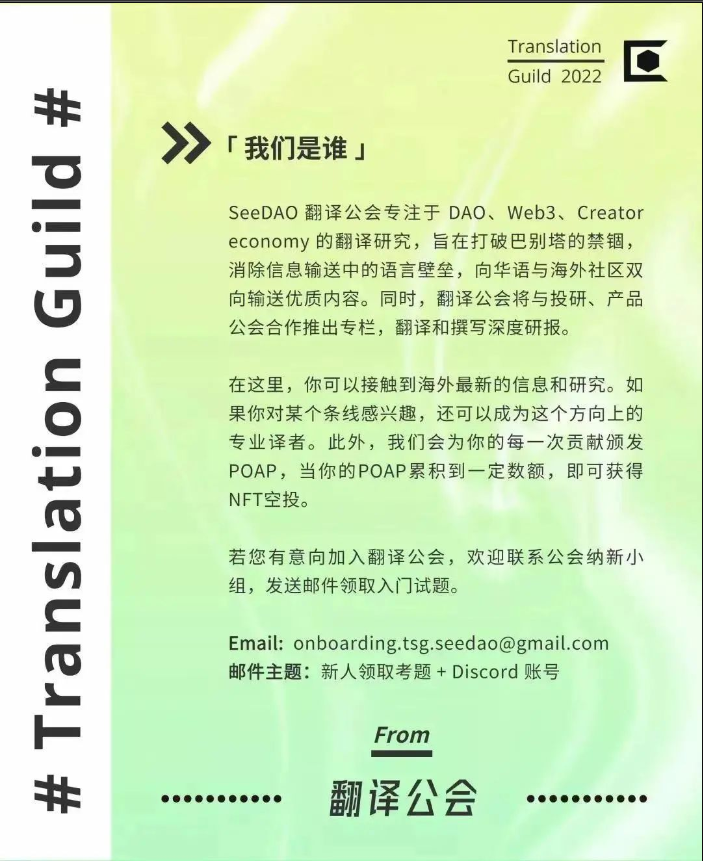 # Translation Guild #
Translation
Guild 2022
「 我们是谁 」
SeeDAO 翻译公会专注于 DAO、Web3、Creator
economy 的翻译研究，旨在打破巴别塔的禁锢，
消除信息输送中的语言壁垒，向华语与海外社区双
向输送优质内容。同时，翻译公会将与投研、产品
公会合作推出专栏，翻译和撰写深度研报。
在这里，你可以接触到海外最新的信息和研究。如
果你对某个条线感兴趣，还可以成为这个方向上的
专业译者。此外，我们会为你的每一次贡献颁发
POAP，当你的POAP累积到一定数额，即可获得
NFT空投。
若您有意向加入翻译公会，欢迎联系公会纳新小
组，发送邮件领取入门试题。
Email: onboarding.tsg.seedao@gmail.com
邮件主题：新人领取考题 + Discord 账号
From
翻译公会